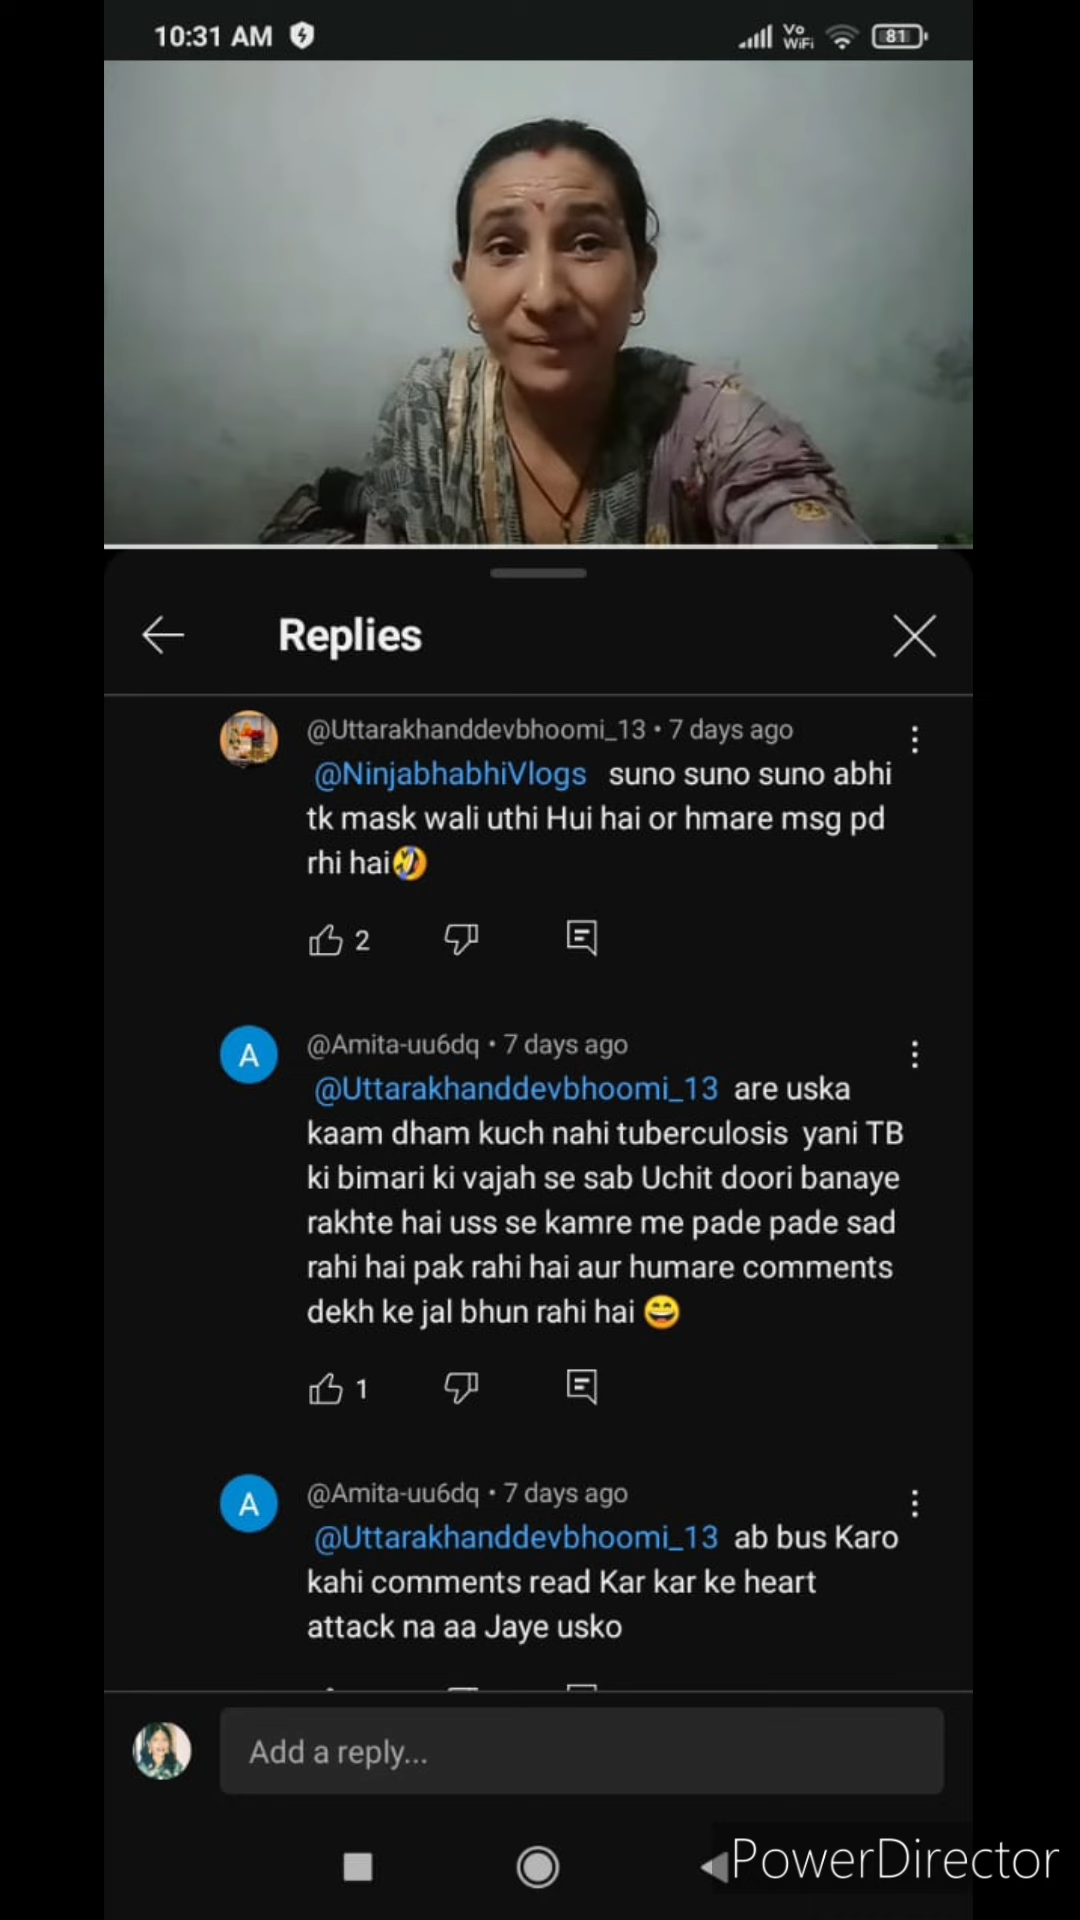 10:31 AM
Vo
WiFi
81
Replies
@Uttarakhanddevbhoomi_13 • 7 days ago
@NinjabhabhiVlogs suno suno suno abhi
tk mask wali uthi Hui hai or hmare msg pd
rhi hai🤣
2
A
@Amita-uu6dq • 7 days ago
@Uttarakhanddevbhoomi_13 are uska
kaam dham kuch nahi tuberculosis yani TB
ki bimari ki vajah se sab Uchit doori banaye
rakhte hai uss se kamre me pade pade sad
rahi hai pak rahi hai aur humare comments
dekh ke jal bhun rahi hai 😄
1
A
@Amita-uu6dq • 7 days ago
@Uttarakhanddevbhoomi_13 ab bus Karo
kahi comments read Kar kar ke heart
attack na aa Jaye usko
Add a reply...
PowerDirector